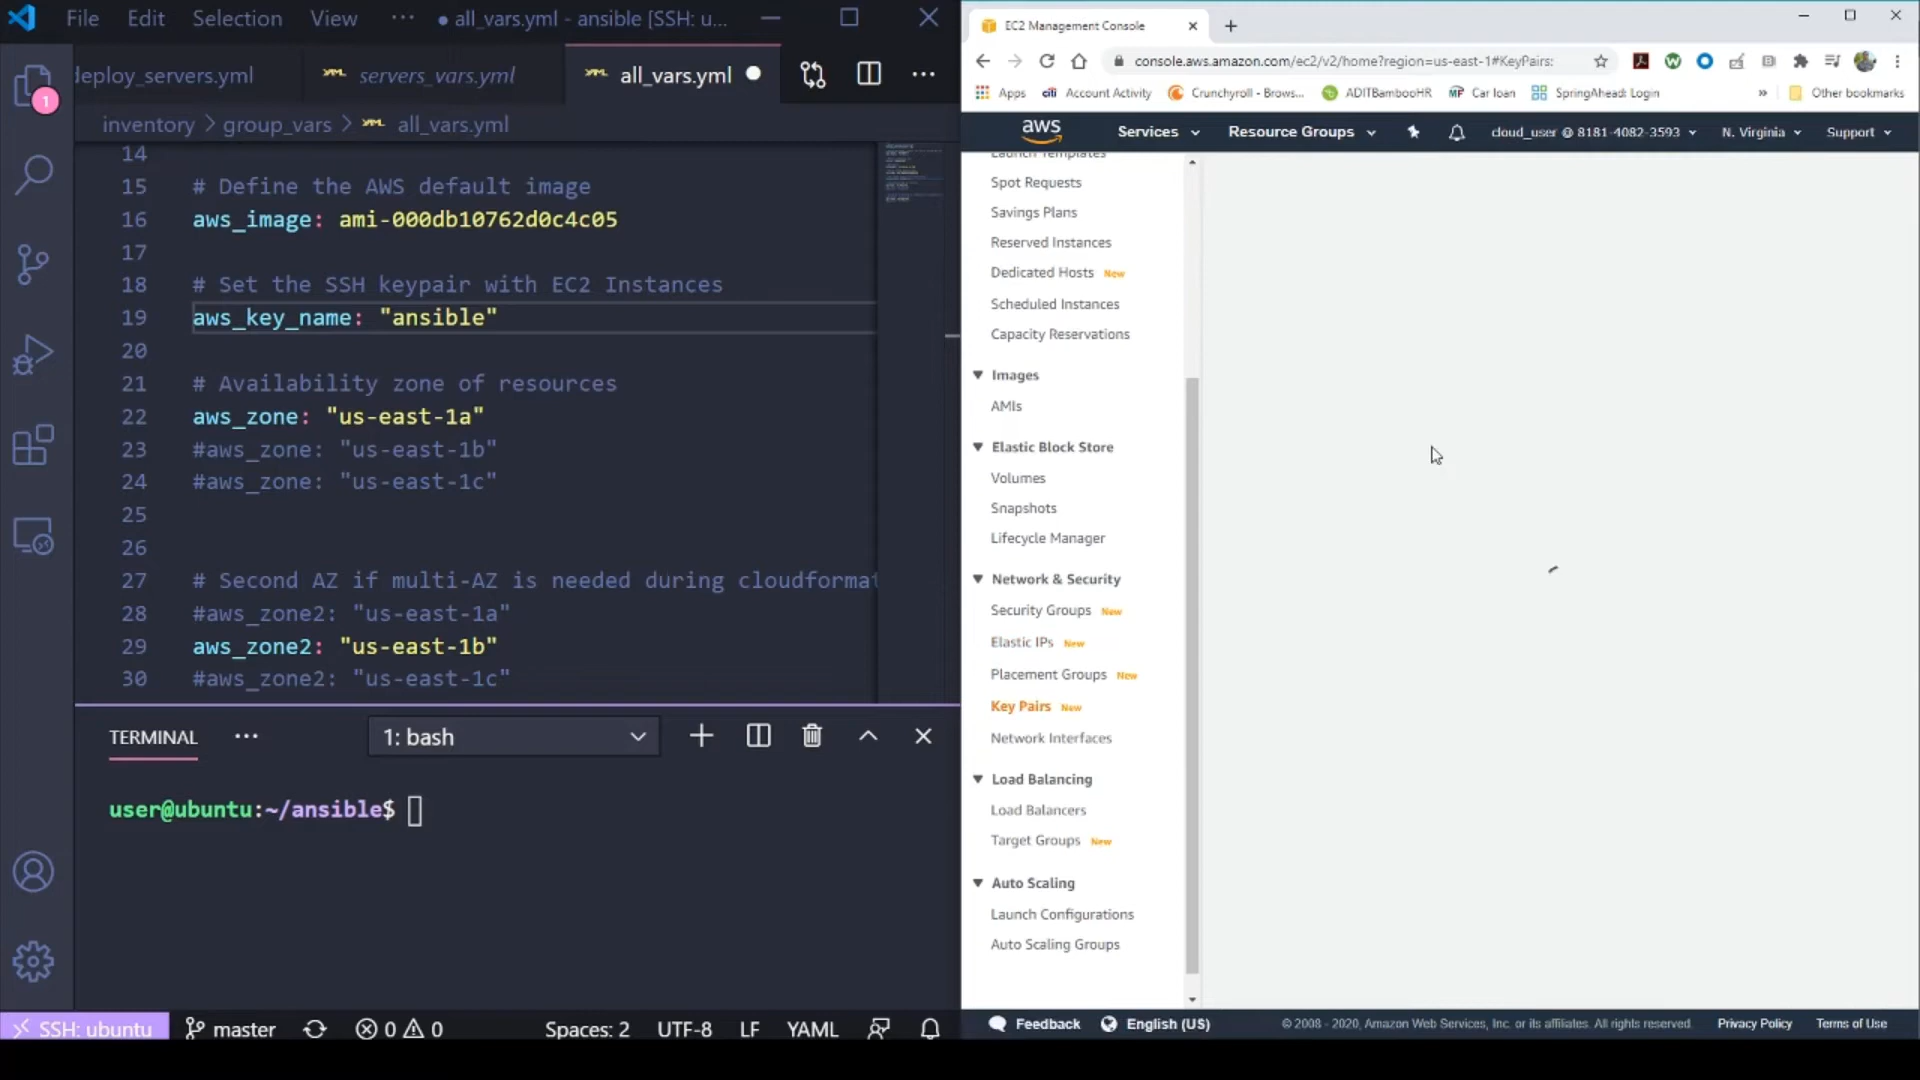 File Edit Selection View ··· ● all_vars.yml - ansible [SSH: u...
deploy_servers.yml servers_vars.yml all_vars.yml
inventory > group_vars > all_vars.yml
14
15 # Define the AWS default image
16 aws_image: ami-000db10762d0c4c05
17
18 # Set the SSH keypair with EC2 Instances
19 aws_key_name: "ansible"
20
21 # Availability zone of resources
22 aws_zone: "us-east-1a"
23 #aws_zone: "us-east-1b"
24 #aws_zone: "us-east-1c"
25
26
27 # Second AZ if multi-AZ is needed during cloudformat
28 #aws_zone2: "us-east-1a"
29 aws_zone2: "us-east-1b"
30 #aws_zone2: "us-east-1c"
1
TERMINAL ··· 1: bash
user@ubuntu:~/ansible$
SSH: ubuntu master 0 0 Spaces: 2 UTF-8 LF YAML
EC2 Management Console
console.aws.amazon.com/ec2/v2/home?region=us-east-1#KeyPairs:
Apps citi Account Activity Crunchyroll - Brows... ADITBambooHR MF Car loan SpringAhead: Login » Other bookmarks
aws Services Resource Groups cloud_user @ 8181-4082-3593 N. Virginia Support
Launch Templates
Spot Requests
Savings Plans
Reserved Instances
Dedicated Hosts New
Scheduled Instances
Capacity Reservations
Images
AMIs
Elastic Block Store
Volumes
Snapshots
Lifecycle Manager
Network & Security
Security Groups New
Elastic IPs New
Placement Groups New
Key Pairs New
Network Interfaces
Load Balancing
Load Balancers
Target Groups New
Auto Scaling
Launch Configurations
Auto Scaling Groups
Feedback English (US) © 2008 - 2020, Amazon Web Services, Inc. or its affiliates. All rights reserved. Privacy Policy Terms of Use